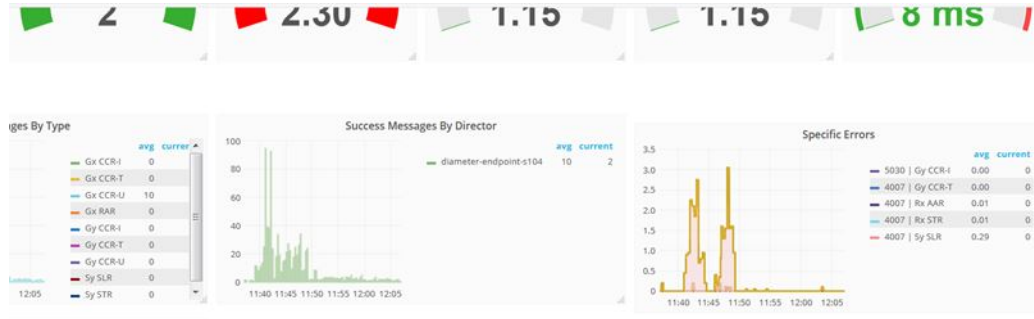 2
2.30
1.15
1.15
8 ms
ges By Type
avg
Gx CCR-I 0
Gx CCR-T 0
Gx CCR-U 10
Gx RAR 0
Gy CCR-I 0
Gy CCR-T 0
Gy CCR-U 0
Sy SLR 0
Sy STR 0
12:05
Success Messages By Director
100
80
60
40
20
0
11:40 11:45 11:50 11:55 12:00 12:05
avg current
diameter-endpoint-s104 10 2
Specific Errors
3.5
3.0
2.5
2.0
1.5
1.0
0.5
0
11:40 11:45 11:50 11:55 12:00 12:05
avg current
5030 | Gy CCR-I 0.00 0
4007 | Gy CCR-T 0.00 0
4007 | Rx AAR 0.01 0
4007 | Rx STR 0.01 0
4007 | Sy SLR 0.29 0